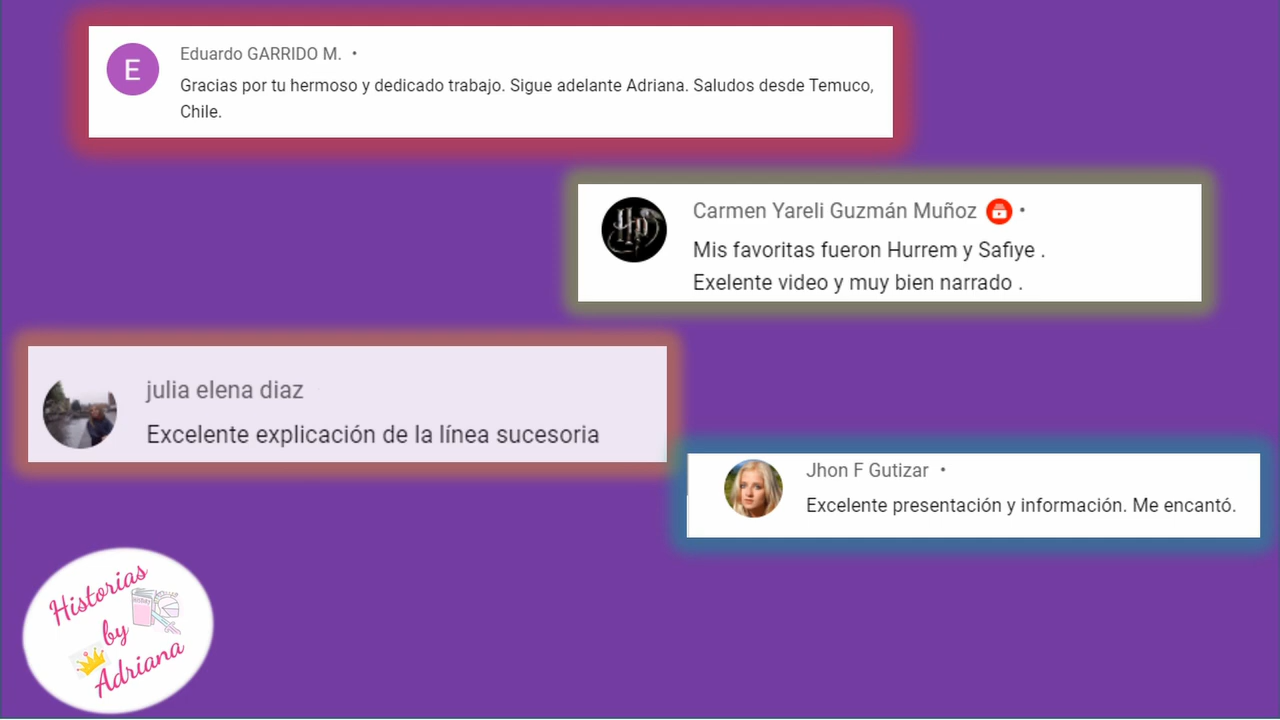 E
Eduardo GARRIDO M. •
Gracias por tu hermoso y dedicado trabajo. Sigue adelante Adriana. Saludos desde Temuco,
Chile.
HP
Carmen Yareli Guzmán Muñoz •
Mis favoritas fueron Hurrem y Safiye .
Exelente video y muy bien narrado .
julia elena diaz
Excelente explicación de la línea sucesoria
Jhon F Gutizar •
Excelente presentación y información. Me encantó.
Historias
by
Adriana